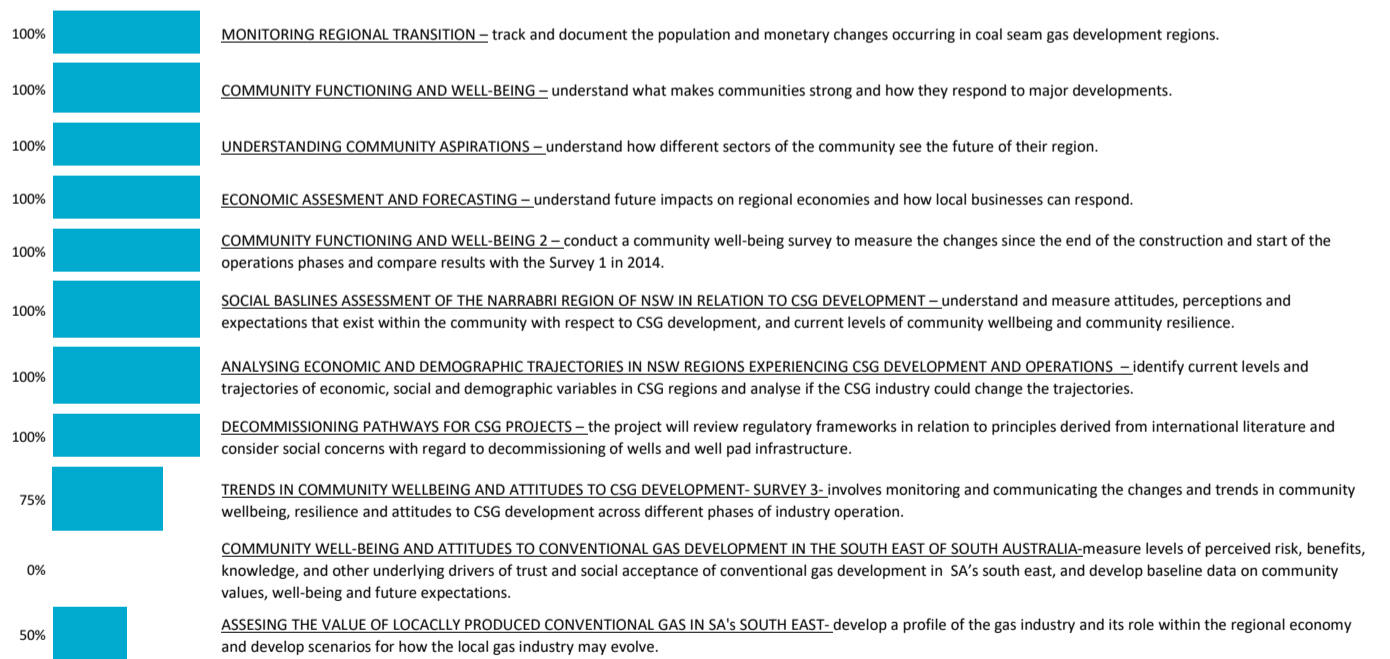 100%
MONITORING REGIONAL TRANSITION – track and document the population and monetary changes occurring in coal seam gas development regions.
100%
COMMUNITY FUNCTIONING AND WELL-BEING – understand what makes communities strong and how they respond to major developments.
100%
UNDERSTANDING COMMUNITY ASPIRATIONS – understand how different sectors of the community see the future of their region.
100%
ECONOMIC ASSESMENT AND FORECASTING – understand future impacts on regional economies and how local businesses can respond.
100%
COMMUNITY FUNCTIONING AND WELL-BEING 2 – conduct a community well-being survey to measure the changes since the end of the construction and start of the
operations phases and compare results with the Survey 1 in 2014.
100%
SOCIAL BASLINES ASSESSMENT OF THE NARRABRI REGION OF NSW IN RELATION TO CSG DEVELOPMENT – understand and measure attitudes, perceptions and
expectations that exist within the community with respect to CSG development, and current levels of community wellbeing and community resilience.
100%
ANALYSING ECONOMIC AND DEMOGRAPHIC TRAJECTORIES IN NSW REGIONS EXPERIENCING CSG DEVELOPMENT AND OPERATIONS – identify current levels and
trajectories of economic, social and demographic variables in CSG regions and analyse if the CSG industry could change the trajectories.
100%
DECOMMISSIONING PATHWAYS FOR CSG PROJECTS – the project will review regulatory frameworks in relation to principles derived from international literature and
consider social concerns with regard to decommissioning of wells and well pad infrastructure.
75%
TRENDS IN COMMUNITY WELLBEING AND ATTITUDES TO CSG DEVELOPMENT- SURVEY 3- involves monitoring and communicating the changes and trends in community
wellbeing, resilience and attitudes to CSG development across different phases of industry operation.
0%
COMMUNITY WELL-BEING AND ATTITUDES TO CONVENTIONAL GAS DEVELOPMENT IN THE SOUTH EAST OF SOUTH AUSTRALIA-measure levels of perceived risk, benefits,
knowledge, and other underlying drivers of trust and social acceptance of conventional gas development in SA's south east, and develop baseline data on community
values, well-being and future expectations.
50%
ASSESING THE VALUE OF LOCACLLY PRODUCED CONVENTIONAL GAS IN SA's SOUTH EAST- develop a profile of the gas industry and its role within the regional economy
and develop scenarios for how the local gas industry may evolve.